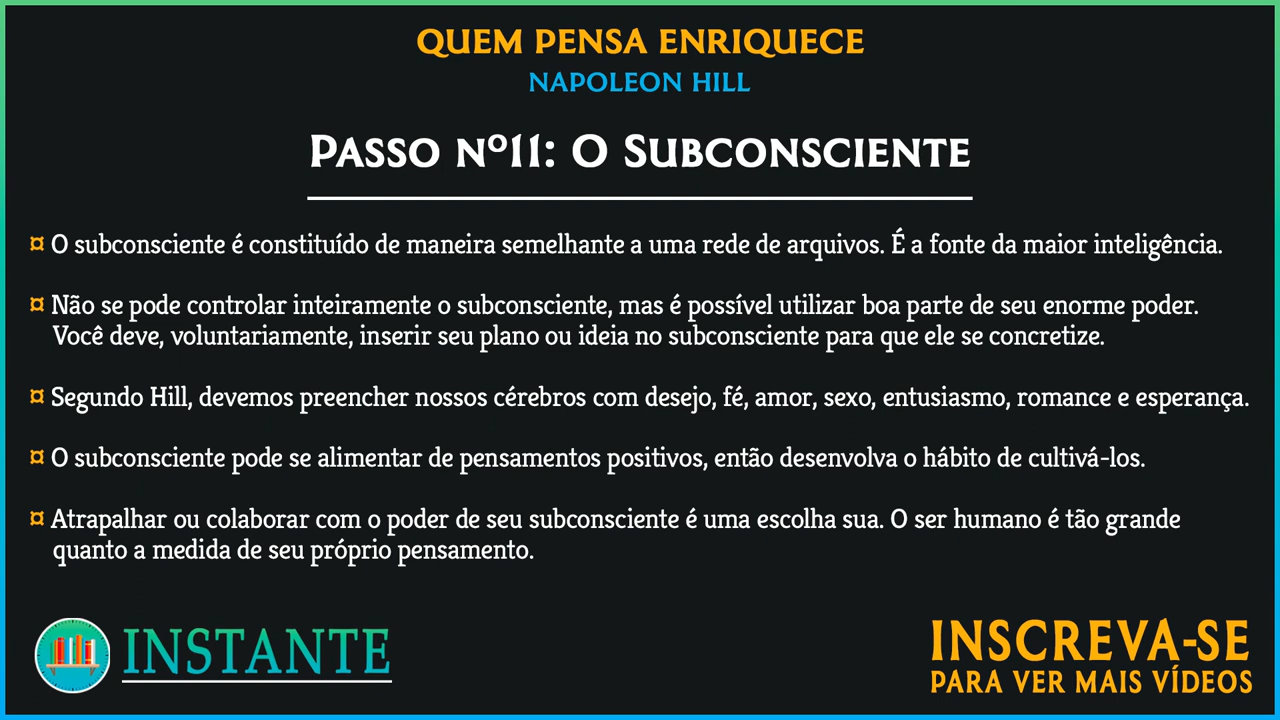 QUEM PENSA ENRIQUECE
NAPOLEON HILL
Passo nº11: O Subconsciente
¤ O subconsciente é constituído de maneira semelhante a uma rede de arquivos. É a fonte da maior inteligência.
¤ Não se pode controlar inteiramente o subconsciente, mas é possível utilizar boa parte de seu enorme poder.
Você deve, voluntariamente, inserir seu plano ou ideia no subconsciente para que ele se concretize.
¤ Segundo Hill, devemos preencher nossos cérebros com desejo, fé, amor, sexo, entusiasmo, romance e esperança.
¤ O subconsciente pode se alimentar de pensamentos positivos, então desenvolva o hábito de cultivá-los.
¤ Atrapalhar ou colaborar com o poder de seu subconsciente é uma escolha sua. O ser humano é tão grande
quanto a medida de seu próprio pensamento.
INSTANTE
INSCREVA-SE
PARA VER MAIS VÍDEOS